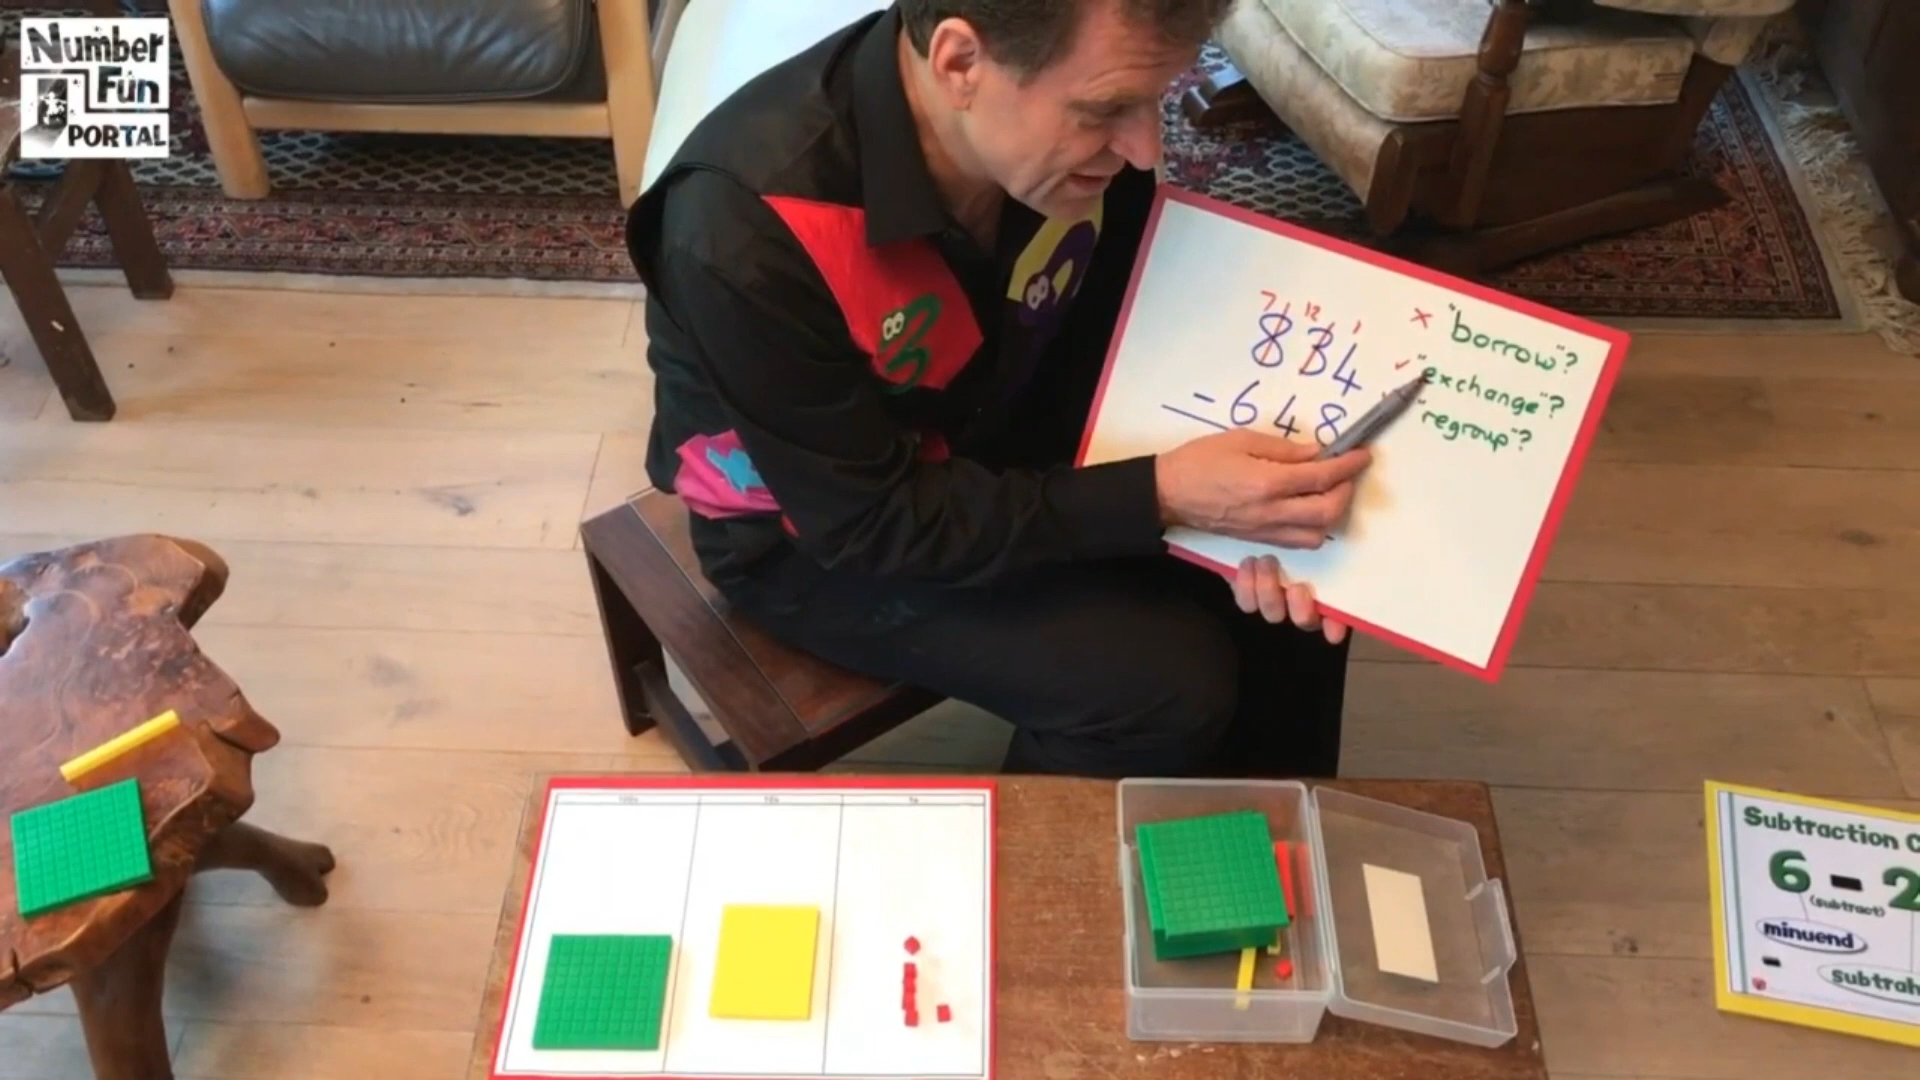 Number
Fun
PORTAL
7 12 1
834
- 648
× "borrow"?
✓ "exchange"?
"regroup"?
100s 10s 1s
Subtraction
6 - 2
(subtract)
minuend
-